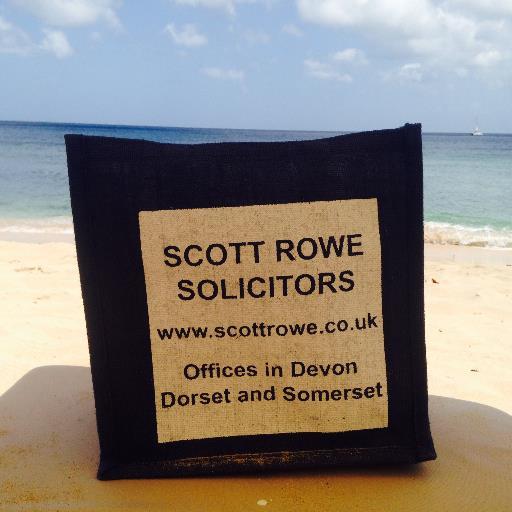 SCOTT ROWE
SOLICITORS
www.scottrowe.co.uk
Offices in Devon
Dorset and Somerset